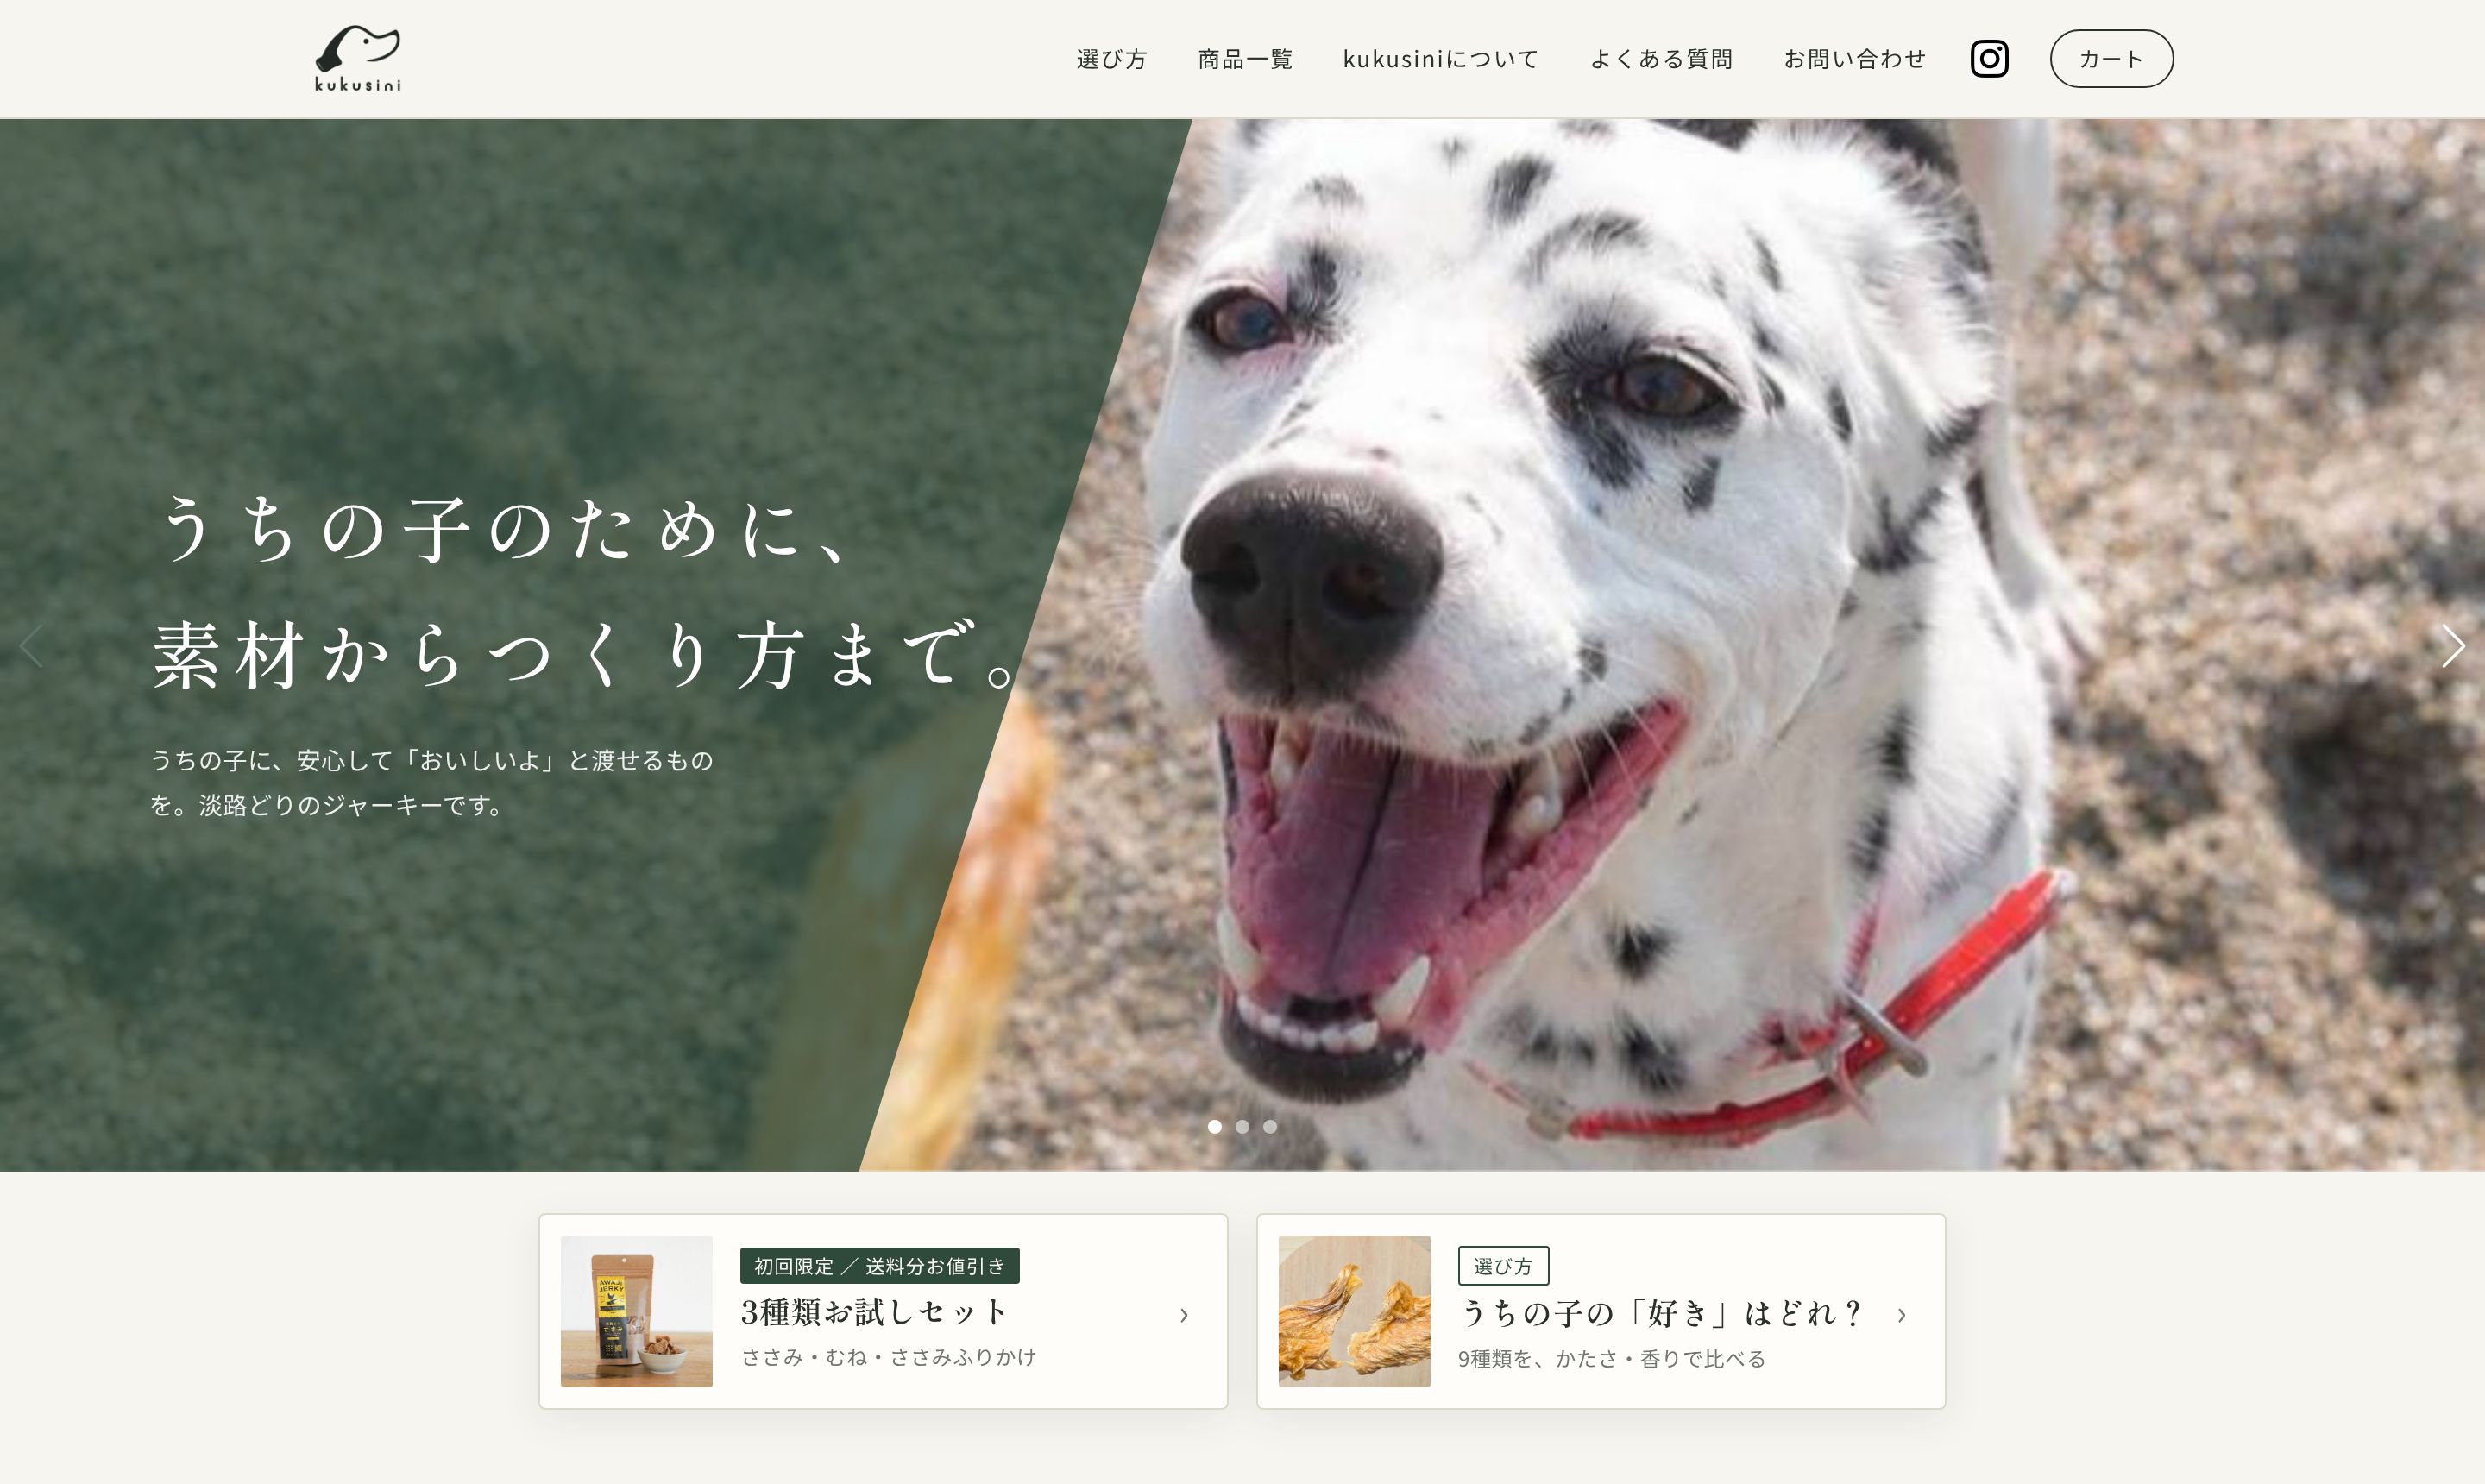 kukusini
選び方
商品一覧
kukusiniについて
よくある質問
お問い合わせ
カート
うちの子のために、
素材からつくり方まで。
うちの子に、安心して「おいしいよ」と渡せるもの
を。淡路どりのジャーキーです。
初回限定 ／ 送料分お値引き
3種類お試しセット
ささみ・むね・ささみふりかけ
AWAJI
JERKY
ささみ
選び方
うちの子の「好き」はどれ？
9種類を、かたさ・香りで比べる